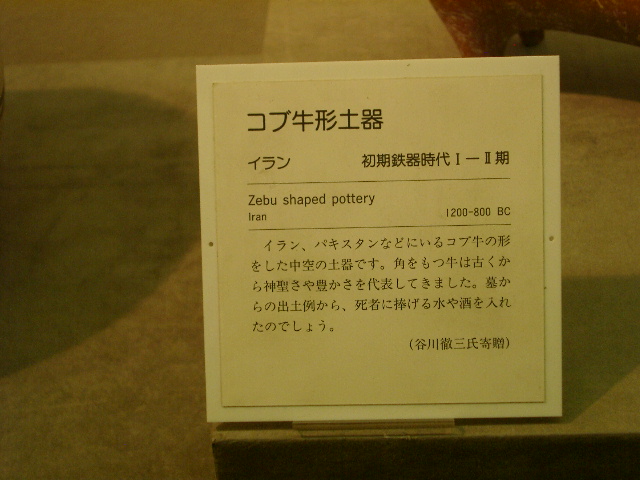 コブ牛形土器
イラン 初期鉄器時代Ⅰ－Ⅱ期
Zebu shaped pottery
Iran 1200-800 BC
イラン、パキスタンなどにいるコブ牛の形
をした中空の土器です。角をもつ牛は古くか
ら神聖さや豊かさを代表してきました。墓か
らの出土例から、死者に捧げる水や酒を入れ
たのでしょう。
(谷川徹三氏寄贈)